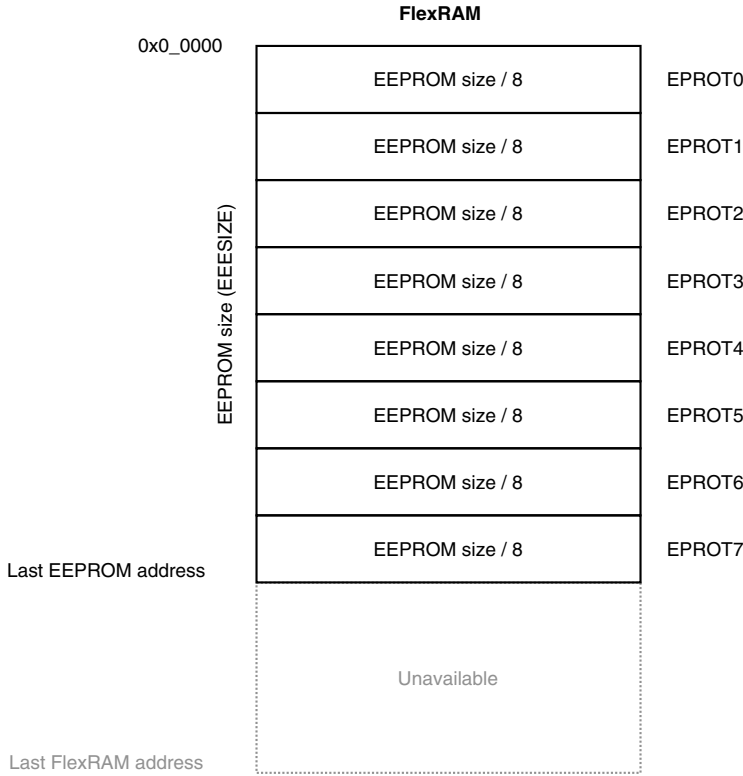 FlexRAM
0x0_0000
EEPROM size / 8 EPROT0
EEPROM size / 8 EPROT1
EEPROM size / 8 EPROT2
EEPROM size / 8 EPROT3
EEPROM size / 8 EPROT4
EEPROM size / 8 EPROT5
EEPROM size / 8 EPROT6
EEPROM size / 8 EPROT7
EEPROM size (EEESIZE)
Last EEPROM address
Unavailable
Last FlexRAM address